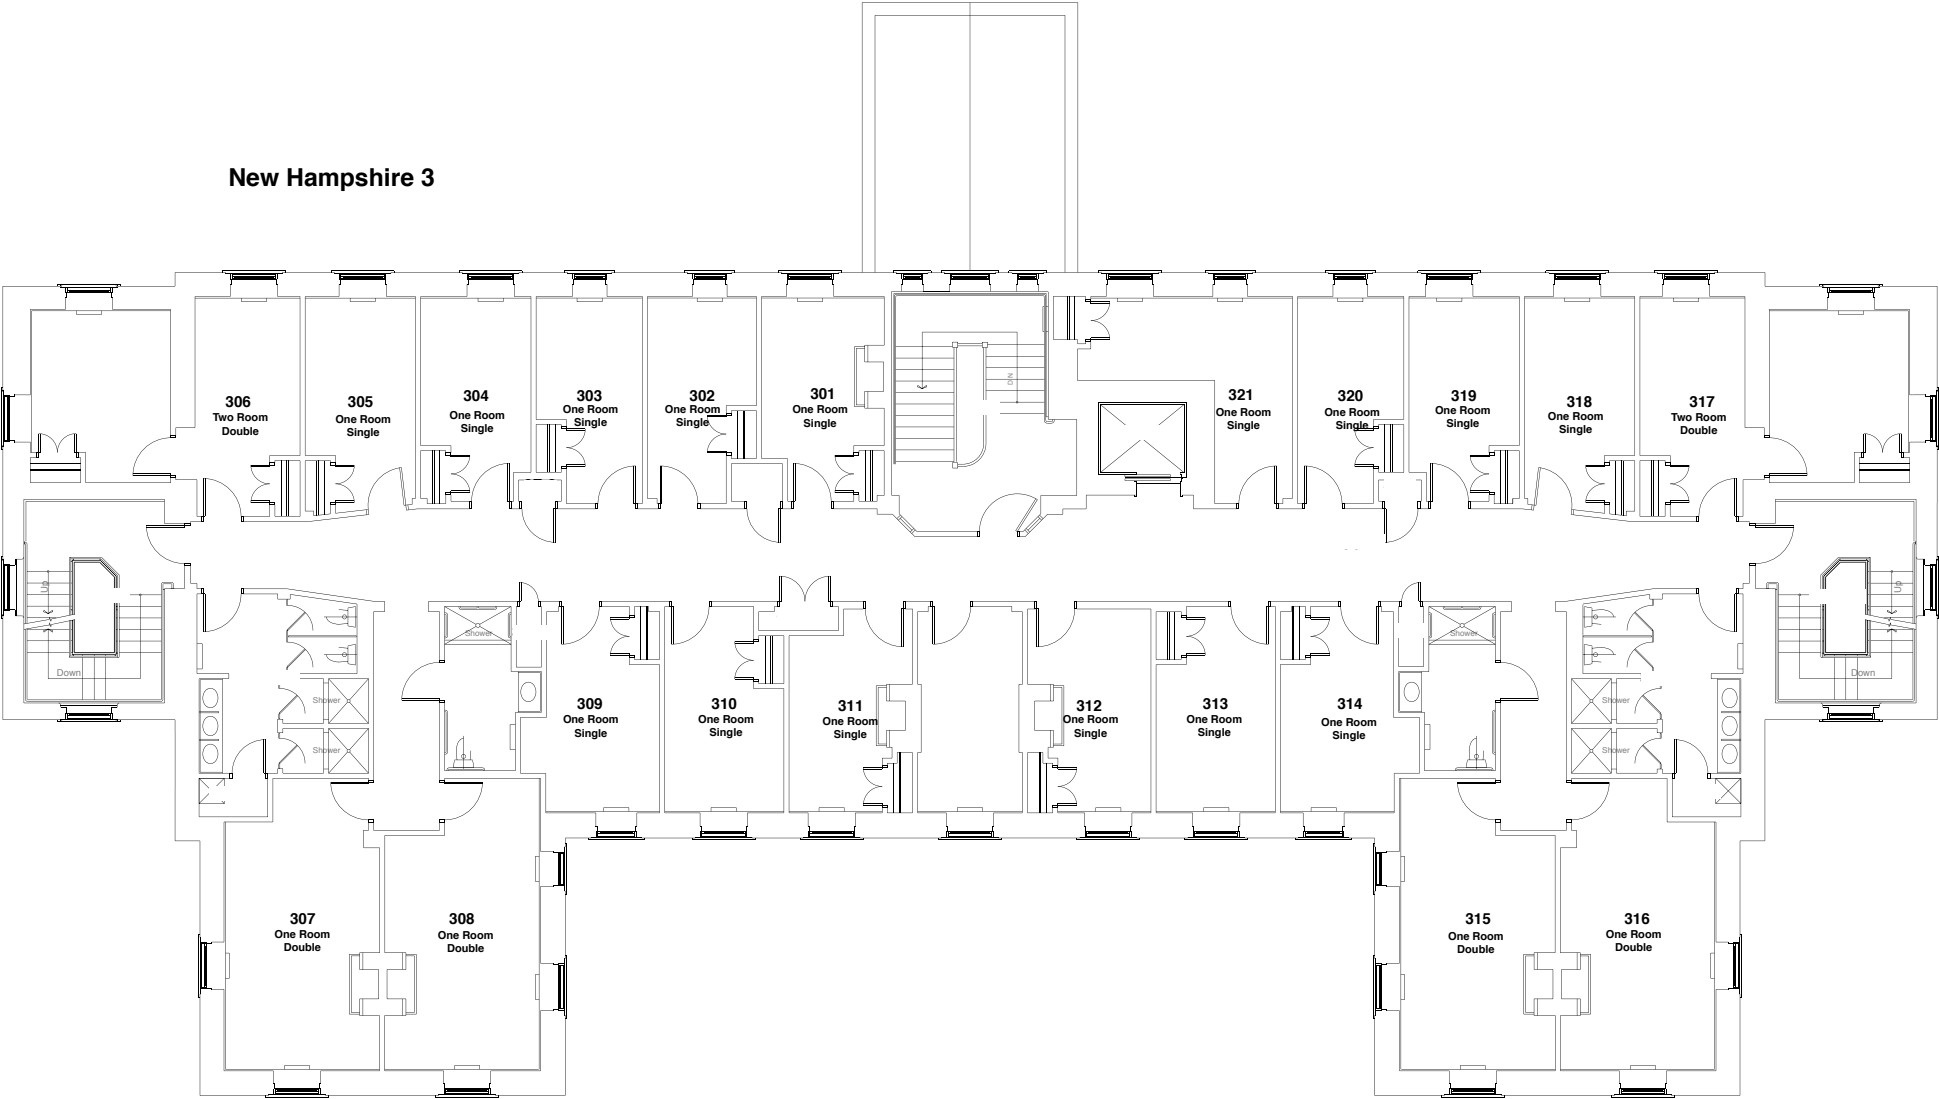 New Hampshire 3
306
Two Room
Double
305
One Room
Single
304
One Room
Single
303
One Room
Single
302
One Room
Single
301
One Room
Single
DN
321
One Room
Single
320
One Room
Single
319
One Room
Single
318
One Room
Single
317
Two Room
Double
Up
Down
Shower
Shower
Shower
309
One Room
Single
310
One Room
Single
311
One Room
Single
312
One Room
Single
313
One Room
Single
314
One Room
Single
Shower
Shower
Shower
Up
Down
307
One Room
Double
308
One Room
Double
315
One Room
Double
316
One Room
Double